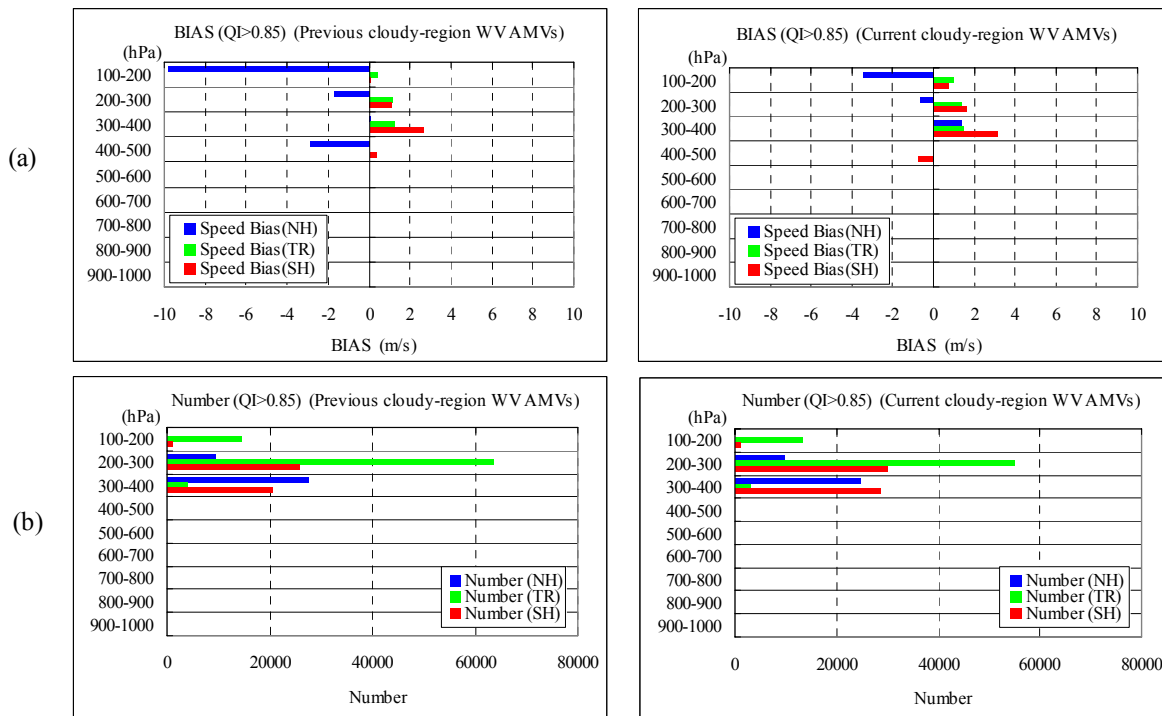 BIAS (QI>0.85) (Previous cloudy-region WV AMVs)
(hPa)
100-200
200-300
300-400
400-500
500-600
600-700
700-800
800-900
900-1000
Speed Bias(NH)
Speed Bias(TR)
Speed Bias(SH)
-10 -8 -6 -4 -2 0 2 4 6 8 10
BIAS (m/s)
BIAS (QI>0.85) (Current cloudy-region WV AMVs)
(hPa)
100-200
200-300
300-400
400-500
500-600
600-700
700-800
800-900
900-1000
Speed Bias(NH)
Speed Bias(TR)
Speed Bias(SH)
-10 -8 -6 -4 -2 0 2 4 6 8 10
BIAS (m/s)
(a)
Number (QI>0.85) (Previous cloudy-region WV AMVs)
(hPa)
100-200
200-300
300-400
400-500
500-600
600-700
700-800
800-900
900-1000
Number (NH)
Number (TR)
Number (SH)
0 20000 40000 60000 80000
Number
Number (QI>0.85) (Current cloudy-region WV AMVs)
(hPa)
100-200
200-300
300-400
400-500
500-600
600-700
700-800
800-900
900-1000
Number (NH)
Number (TR)
Number (SH)
0 20000 40000 60000 80000
Number
(b)